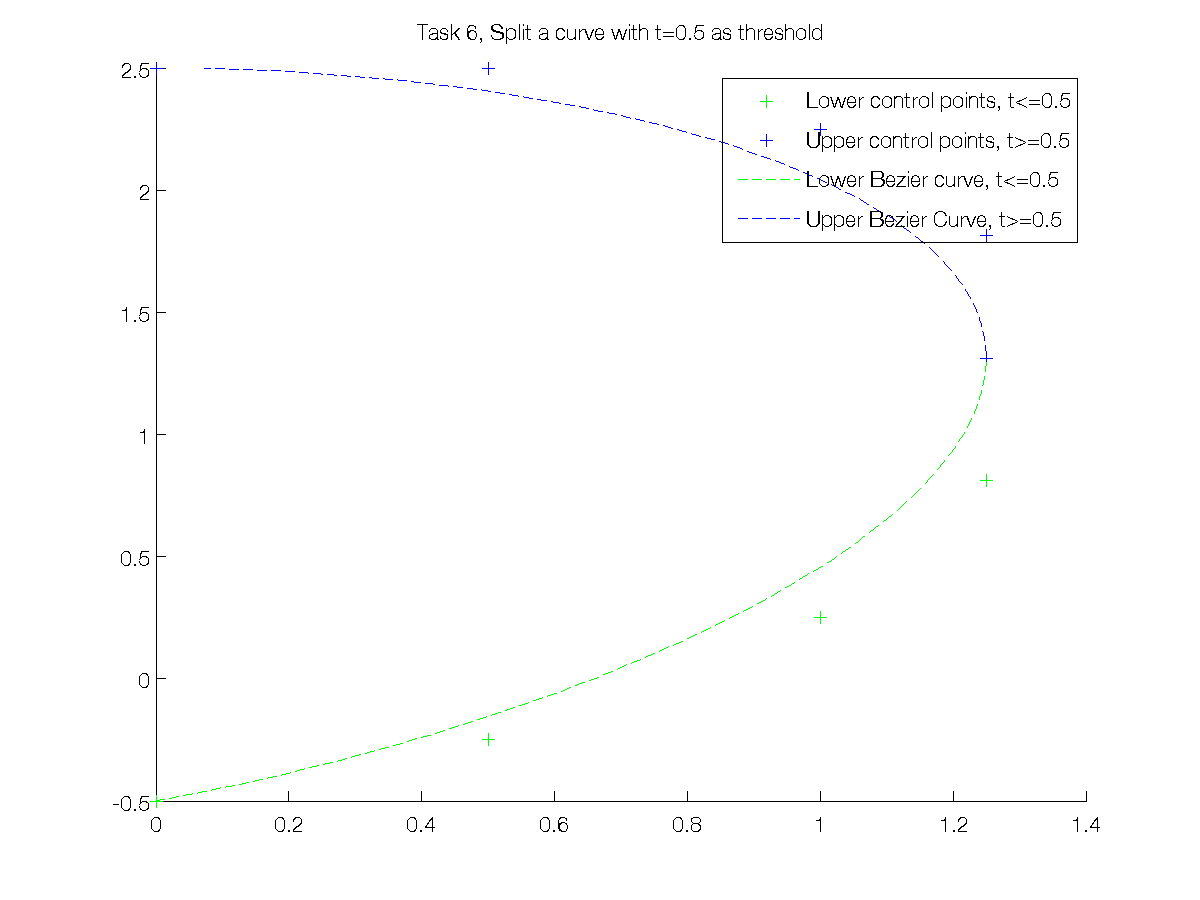 Task 6, Split a curve with t=0.5 as threshold
2.5
2
1.5
1
0.5
0
-0.5
Lower control points, t<=0.5
Upper control points, t>=0.5
Lower Bezier curve, t<=0.5
Upper Bezier Curve, t>=0.5
0 0.2 0.4 0.6 0.8 1 1.2 1.4